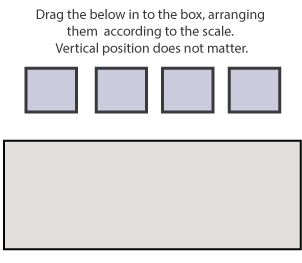 Drag the below in to the box, arranging
them according to the scale.
Vertical position does not matter.